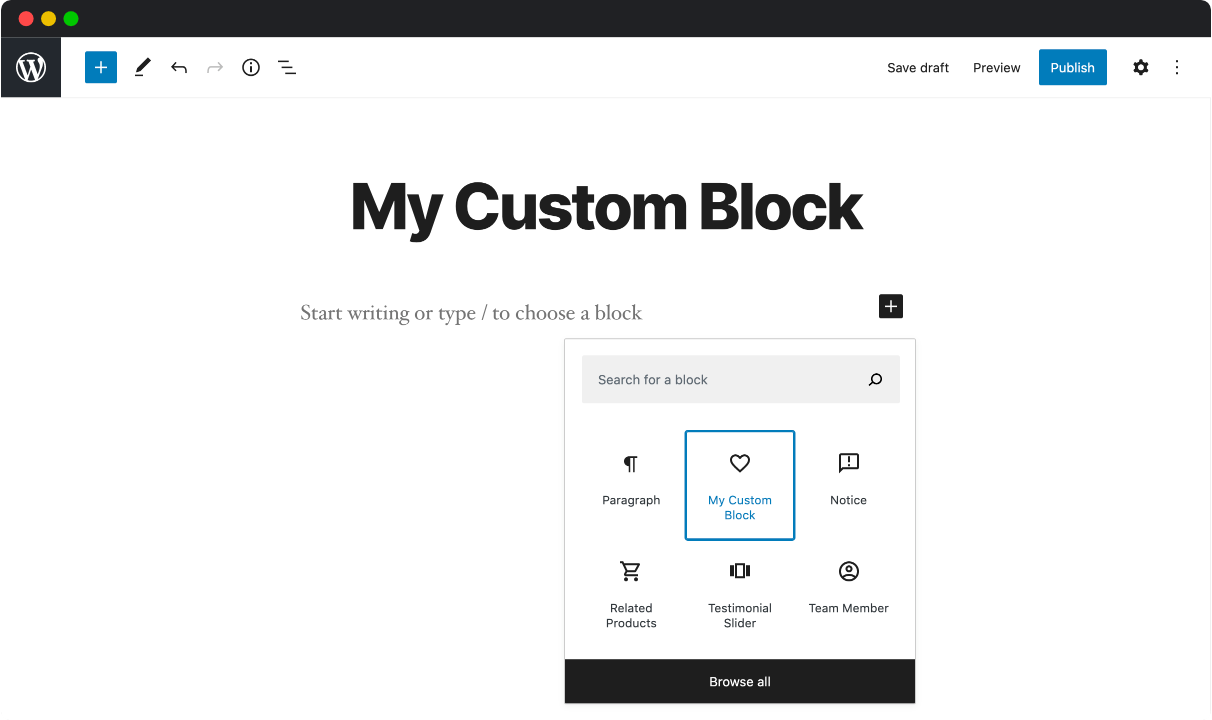 Save draft Preview Publish
My Custom Block
Start writing or type / to choose a block
Search for a block
Paragraph
My Custom
Block
Notice
Related
Products
Testimonial
Slider
Team Member
Browse all